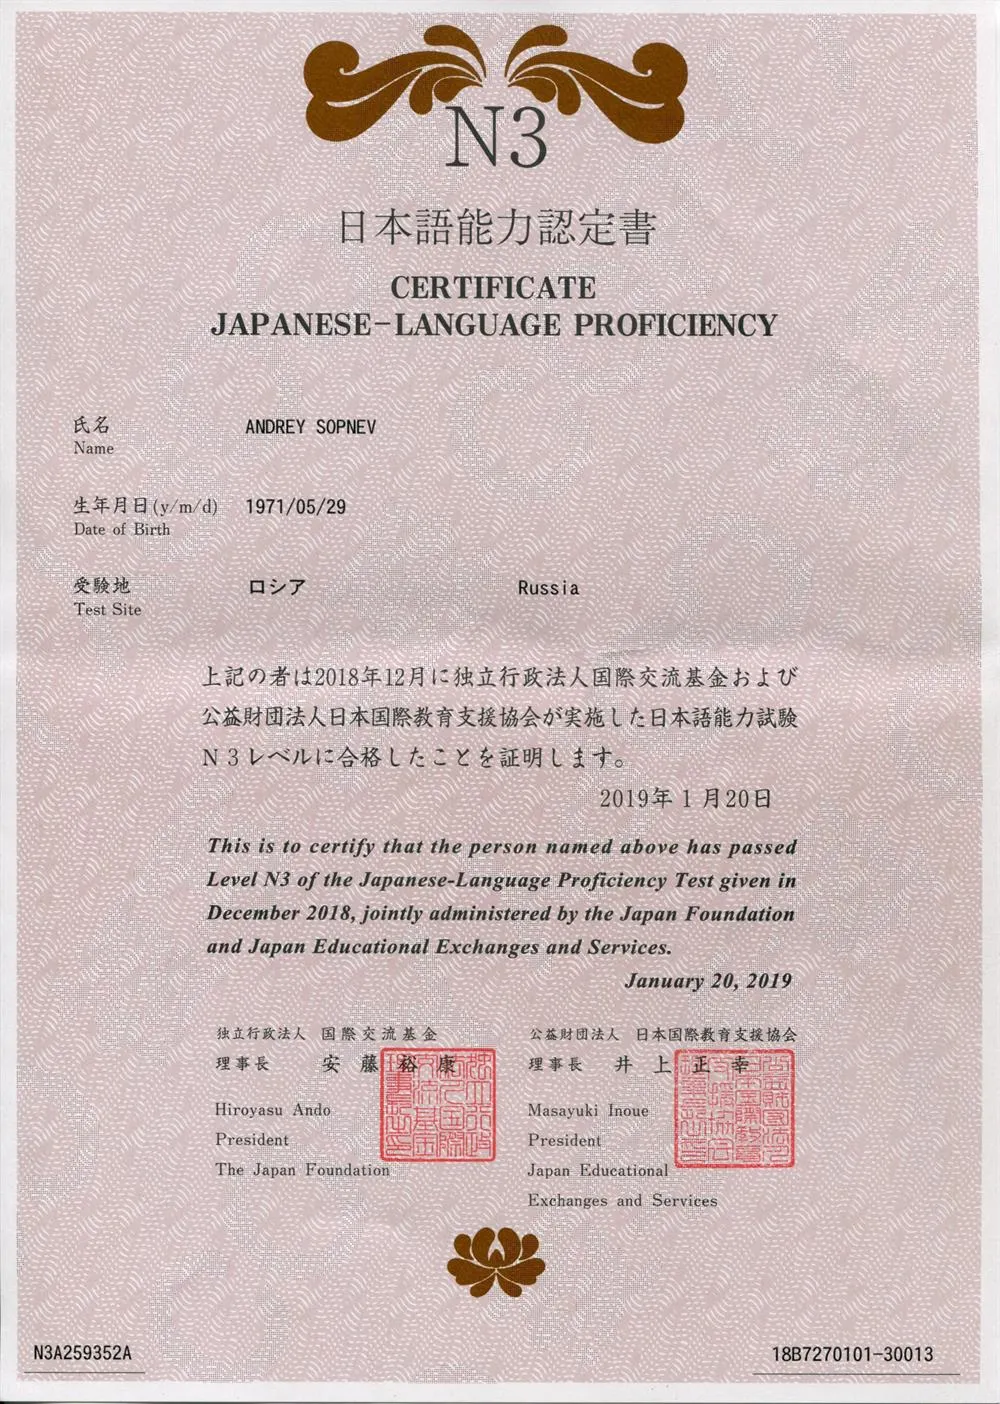 N3
日本語能力認定書
CERTIFICATE
JAPANESE-LANGUAGE PROFICIENCY
氏名 ANDREY SOPNEV
Name
生年月日(y/m/d) 1971/05/29
Date of Birth
受験地 ロシア Russia
Test Site
上記の者は2018年12月に独立行政法人国際交流基金および
公益財団法人日本国際教育支援協会が実施した日本語能力試験
N3レベルに合格したことを証明します。
2019年1月20日
This is to certify that the person named above has passed
Level N3 of the Japanese-Language Proficiency Test given in
December 2018, jointly administered by the Japan Foundation
and Japan Educational Exchanges and Services.
January 20, 2019
独立行政法人 国際交流基金
理事長 安藤裕康
Hiroyasu Ando
President
The Japan Foundation
公益財団法人 日本国際教育支援協会
理事長 井上正幸
Masayuki Inoue
President
Japan Educational
Exchanges and Services
N3A259352A
18B7270101-30013